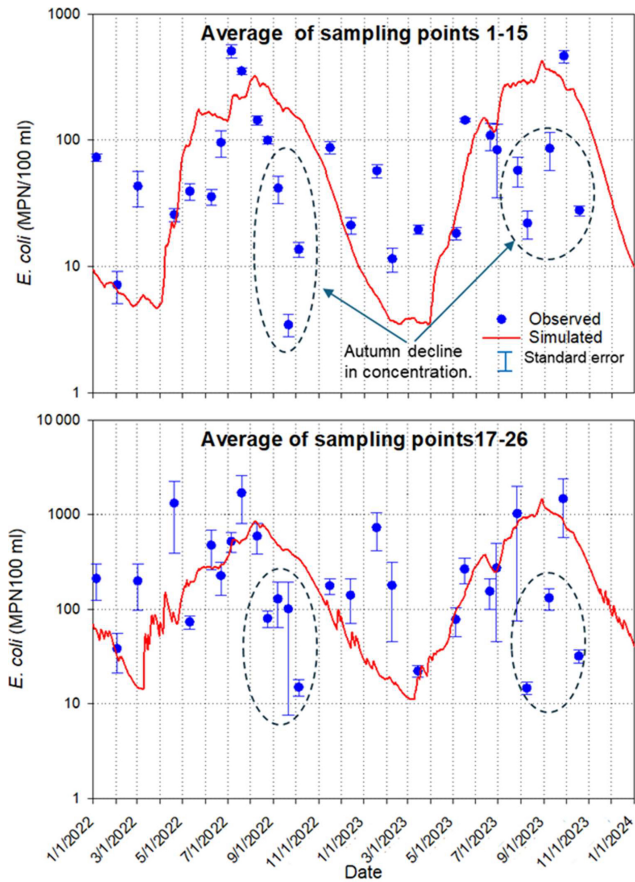 Average of sampling points 1-15
1000
100
10
1
E. coli (MPN/100 ml)
Autumn decline
in concentration.
Observed
Simulated
Standard error
Average of sampling points17-26
10 000
1000
100
10
1
E. coli (MPN100 ml)
1/1/2022
3/1/2022
5/1/2022
7/1/2022
9/1/2022
11/1/2022
1/1/2023
3/1/2023
5/1/2023
7/1/2023
9/1/2023
11/1/2023
1/1/2024
Date